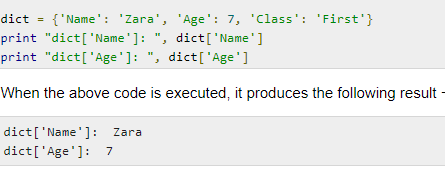 dict = {'Name': 'Zara', 'Age': 7, 'Class': 'First'}
print "dict['Name']: ", dict['Name']
print "dict['Age']: ", dict['Age']
When the above code is executed, it produces the following result -
dict['Name']:  Zara
dict['Age']:  7